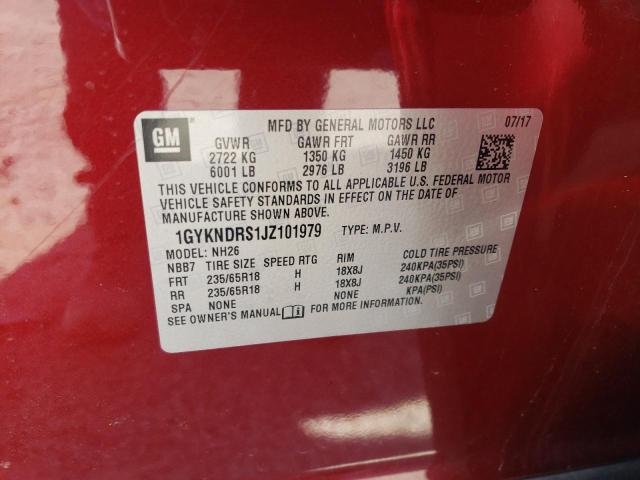 GM
MFD BY GENERAL MOTORS LLC 07/17
GVWR GAWR FRT GAWR RR
2722 KG 1350 KG 1450 KG
6001 LB 2976 LB 3196 LB
THIS VEHICLE CONFORMS TO ALL APPLICABLE U.S. FEDERAL MOTOR
VEHICLE SAFETY STANDARDS IN EFFECT ON THE DATE OF
MANUFACTURE SHOWN ABOVE.
1GYKNDRS1JZ101979 TYPE: M.P.V.
MODEL: NH26
NBB7 TIRE SIZE SPEED RTG RIM COLD TIRE PRESSURE
FRT 235/65R18 H 18X8J 240KPA(35PSI)
RR 235/65R18 H 18X8J 240KPA(35PSI)
SPA NONE NONE KPA(PSI)
SEE OWNER'S MANUAL FOR MORE INFORMATION.